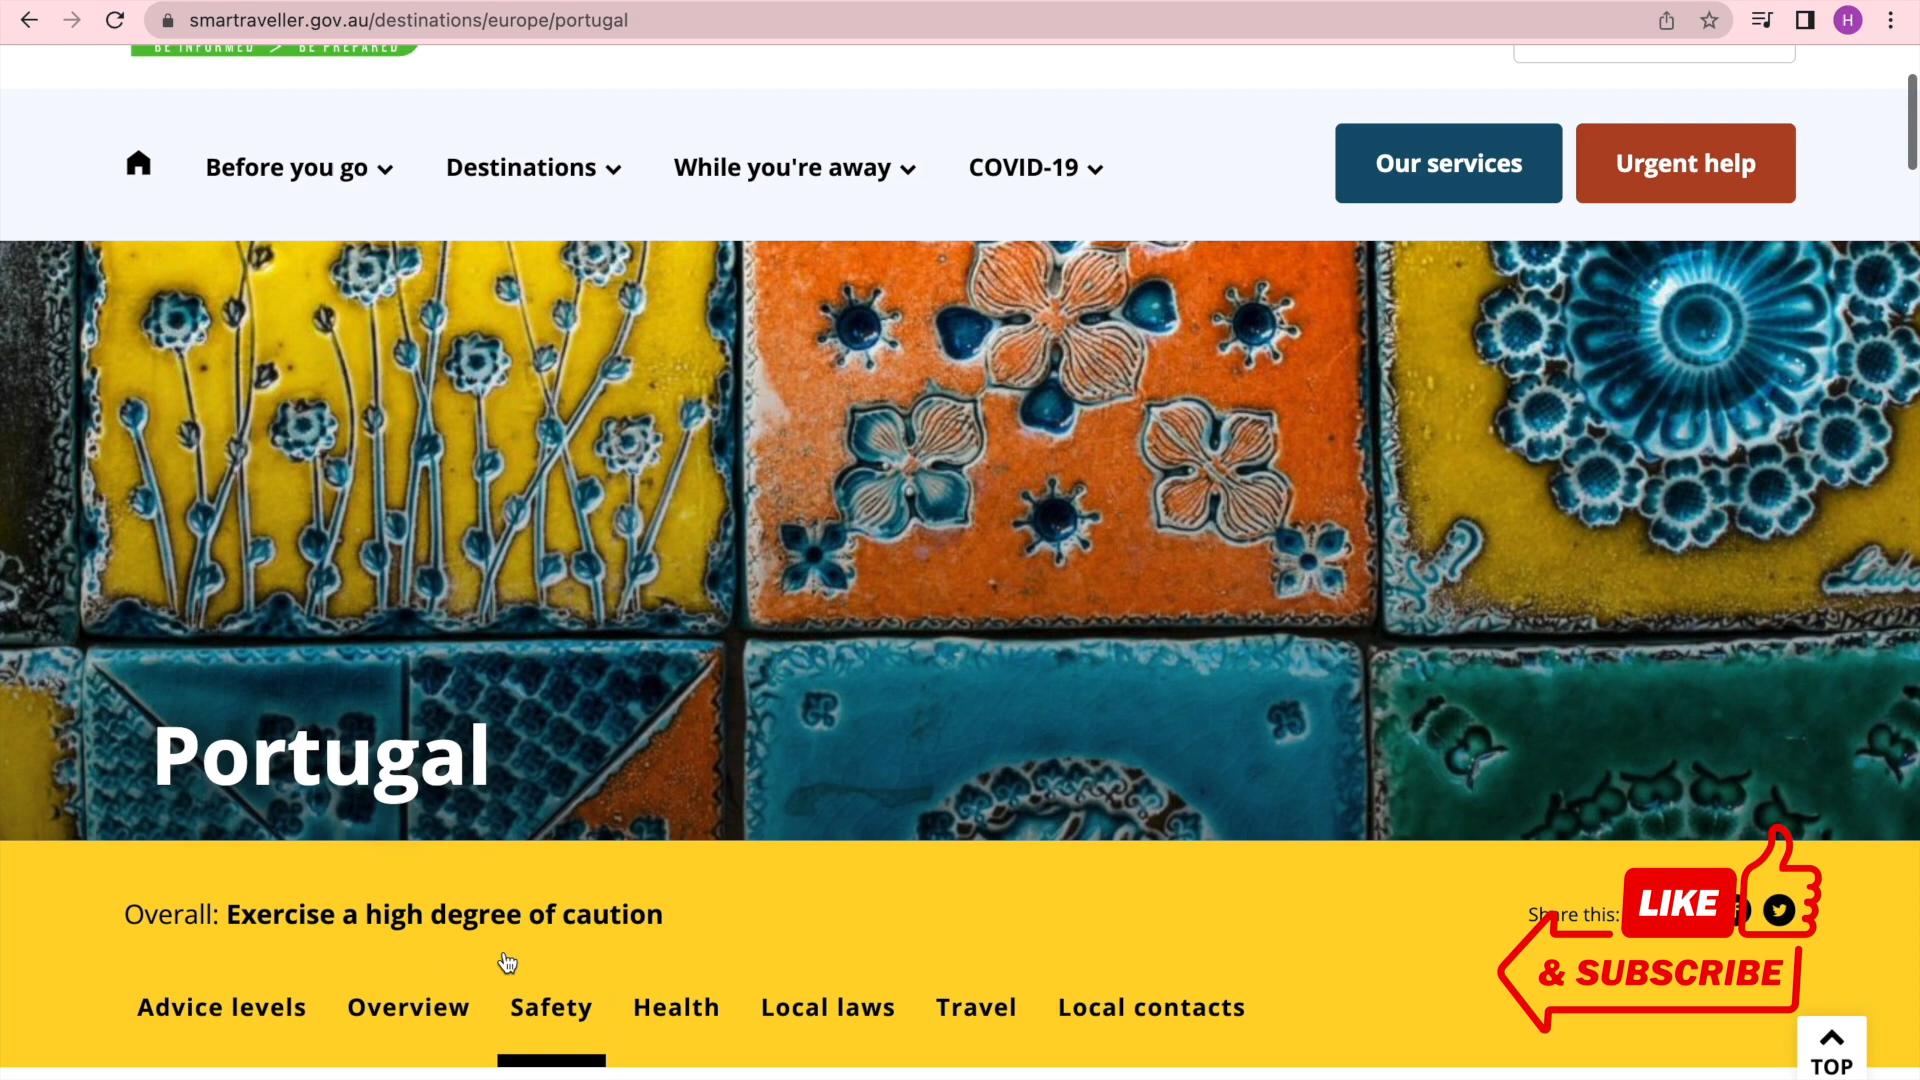 smartraveller.gov.au/destinations/europe/portugal
H
BE INFORMED > BE PREPARED
Before you go
Destinations
While you're away
COVID-19
Our services
Urgent help
Portugal
Overall: Exercise a high degree of caution
Share this:
LIKE
& SUBSCRIBE
Advice levels
Overview
Safety
Health
Local laws
Travel
Local contacts
TOP